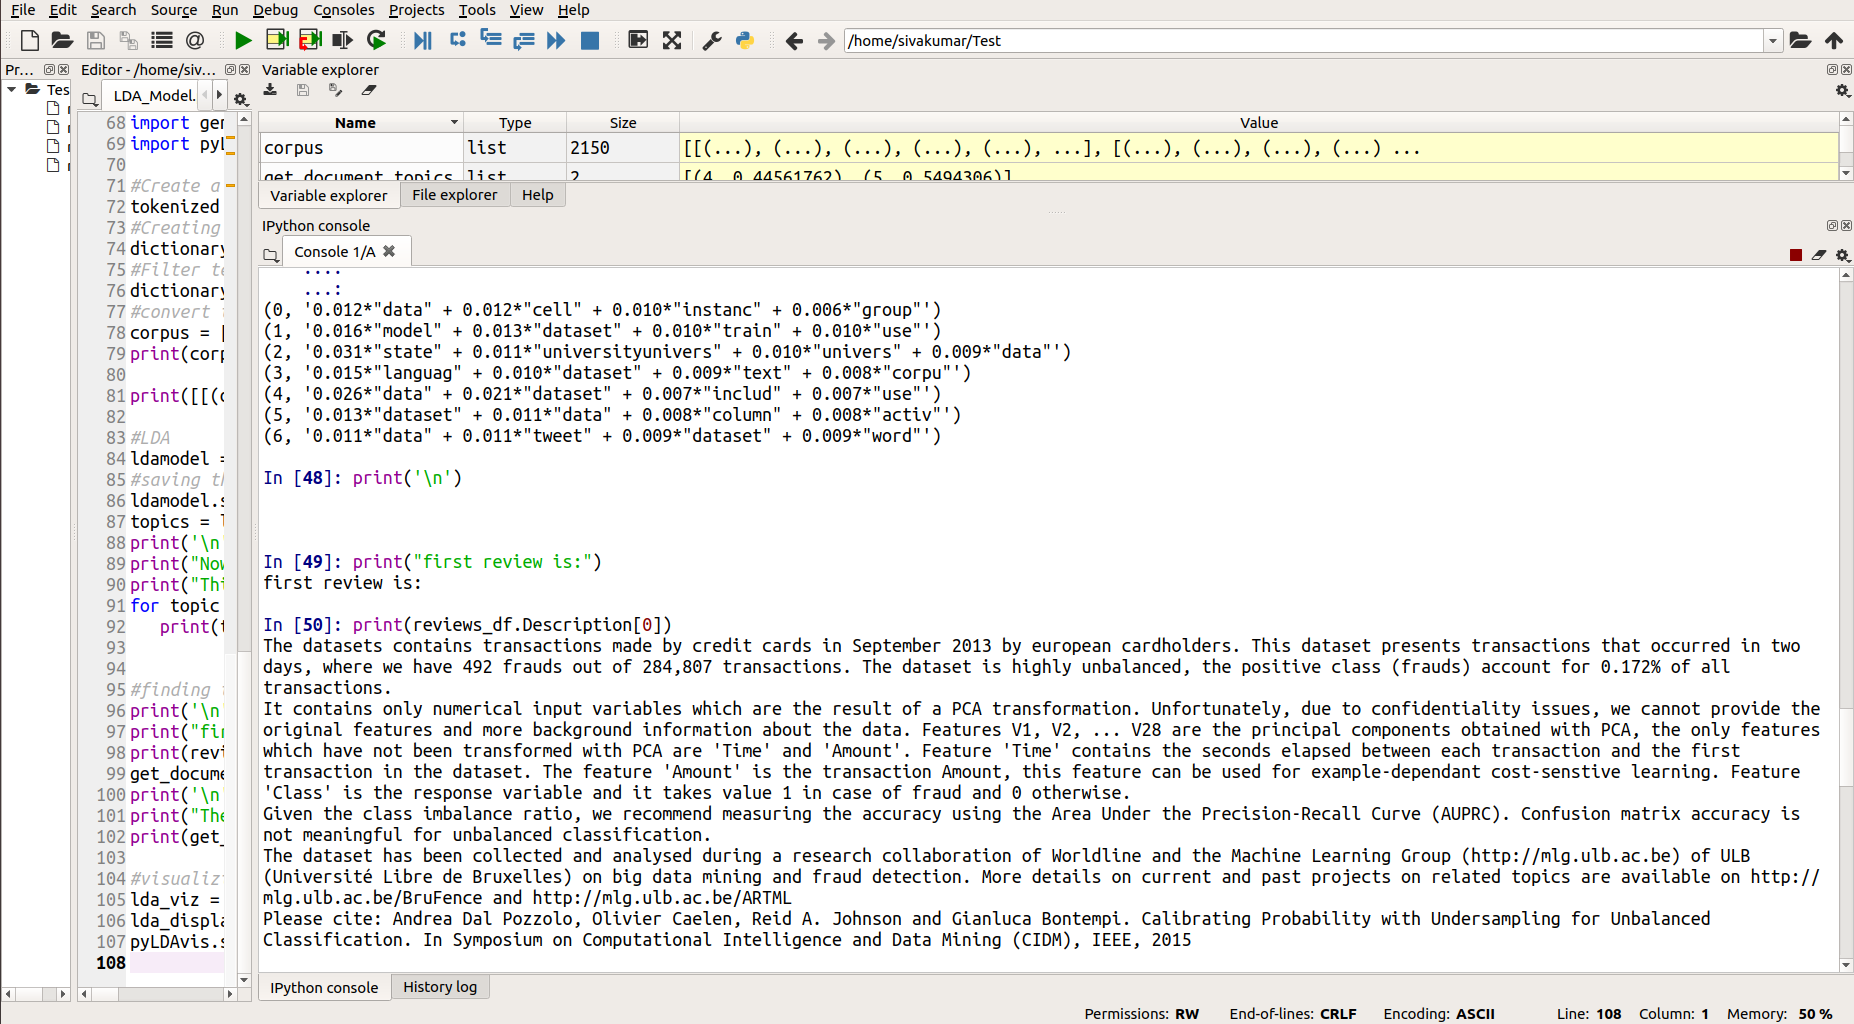 File Edit Search Source Run Debug Consoles Projects Tools View Help
/home/sivakumar/Test
Pr...
Tes
Editor - /home/siv...
LDA_Model.
68 import ger
69 import pyl
70
71 #Create a
72 tokenized
73 #Creating
74 dictionary
75 #Filter te
76 dictionary
77 #convert
78 corpus = [
79 print(corp
80
81 print([[(c
82
83 #LDA
84 ldamodel =
85 #saving th
86 ldamodel.s
87 topics = l
88 print('\n
89 print("Now
90 print("Thi
91 for topic
92 print(t
93
94
95 #finding
96 print('\n
97 print("fir
98 print(revi
99 get_docume
100 print('\n
101 print("The
102 print(get_
103
104 #visualiz
105 lda_viz =
106 lda_displa
107 pyLDAvis.s
108
Variable explorer
Name Type Size Value
corpus list 2150 [[(...), (...), (...), (...), (...), ...], [(...), (...), (...), (...) ...
get_document_topics list 2 [(4, 0.44561762), (5, 0.5494306)]
Variable explorer File explorer Help
IPython console
Console 1/A
....:
...:
(0, '0.012*"data" + 0.012*"cell" + 0.010*"instanc" + 0.006*"group"')
(1, '0.016*"model" + 0.013*"dataset" + 0.010*"train" + 0.010*"use"')
(2, '0.031*"state" + 0.011*"universityunivers" + 0.010*"univers" + 0.009*"data"')
(3, '0.015*"languag" + 0.010*"dataset" + 0.009*"text" + 0.008*"corpu"')
(4, '0.026*"data" + 0.021*"dataset" + 0.007*"includ" + 0.007*"use"')
(5, '0.013*"dataset" + 0.011*"data" + 0.008*"column" + 0.008*"activ"')
(6, '0.011*"data" + 0.011*"tweet" + 0.009*"dataset" + 0.009*"word"')
In [48]: print('\n')
In [49]: print("first review is:")
first review is:
In [50]: print(reviews_df.Description[0])
The datasets contains transactions made by credit cards in September 2013 by european cardholders. This dataset presents transactions that occurred in two
days, where we have 492 frauds out of 284,807 transactions. The dataset is highly unbalanced, the positive class (frauds) account for 0.172% of all
transactions.
It contains only numerical input variables which are the result of a PCA transformation. Unfortunately, due to confidentiality issues, we cannot provide the
original features and more background information about the data. Features V1, V2, ... V28 are the principal components obtained with PCA, the only features
which have not been transformed with PCA are 'Time' and 'Amount'. Feature 'Time' contains the seconds elapsed between each transaction and the first
transaction in the dataset. The feature 'Amount' is the transaction Amount, this feature can be used for example-dependant cost-senstive learning. Feature
'Class' is the response variable and it takes value 1 in case of fraud and 0 otherwise.
Given the class imbalance ratio, we recommend measuring the accuracy using the Area Under the Precision-Recall Curve (AUPRC). Confusion matrix accuracy is
not meaningful for unbalanced classification.
The dataset has been collected and analysed during a research collaboration of Worldline and the Machine Learning Group (http://mlg.ulb.ac.be) of ULB
(Université Libre de Bruxelles) on big data mining and fraud detection. More details on current and past projects on related topics are available on http://
mlg.ulb.ac.be/BruFence and http://mlg.ulb.ac.be/ARTML
Please cite: Andrea Dal Pozzolo, Olivier Caelen, Reid A. Johnson and Gianluca Bontempi. Calibrating Probability with Undersampling for Unbalanced
Classification. In Symposium on Computational Intelligence and Data Mining (CIDM), IEEE, 2015
IPython console History log
Permissions: RW End-of-lines: CRLF Encoding: ASCII Line: 108 Column: 1 Memory: 50 %